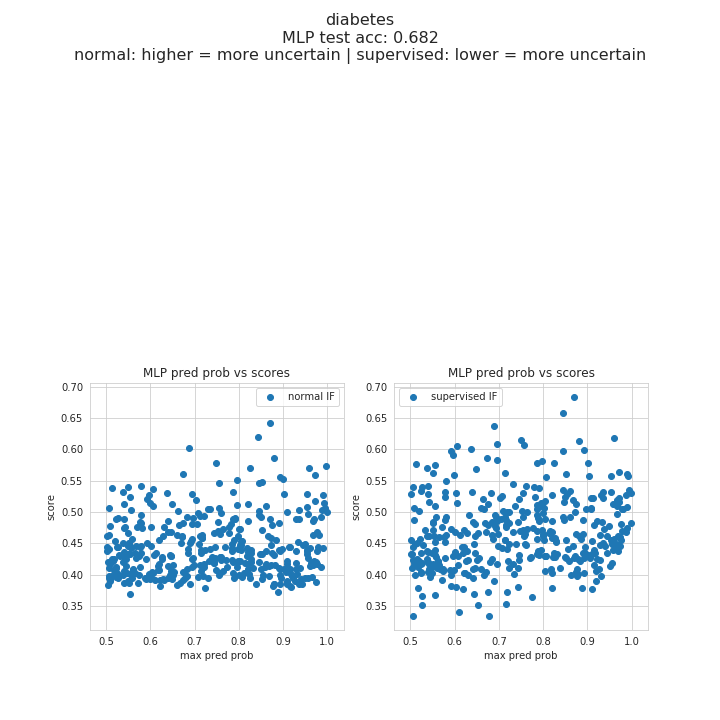 diabetes
MLP test acc: 0.682
normal: higher = more uncertain | supervised: lower = more uncertain
MLP pred prob vs scores
normal IF
score
0.70
0.65
0.60
0.55
0.50
0.45
0.40
0.35
0.5 0.6 0.7 0.8 0.9 1.0
max pred prob
MLP pred prob vs scores
supervised IF
score
0.70
0.65
0.60
0.55
0.50
0.45
0.40
0.35
0.5 0.6 0.7 0.8 0.9 1.0
max pred prob